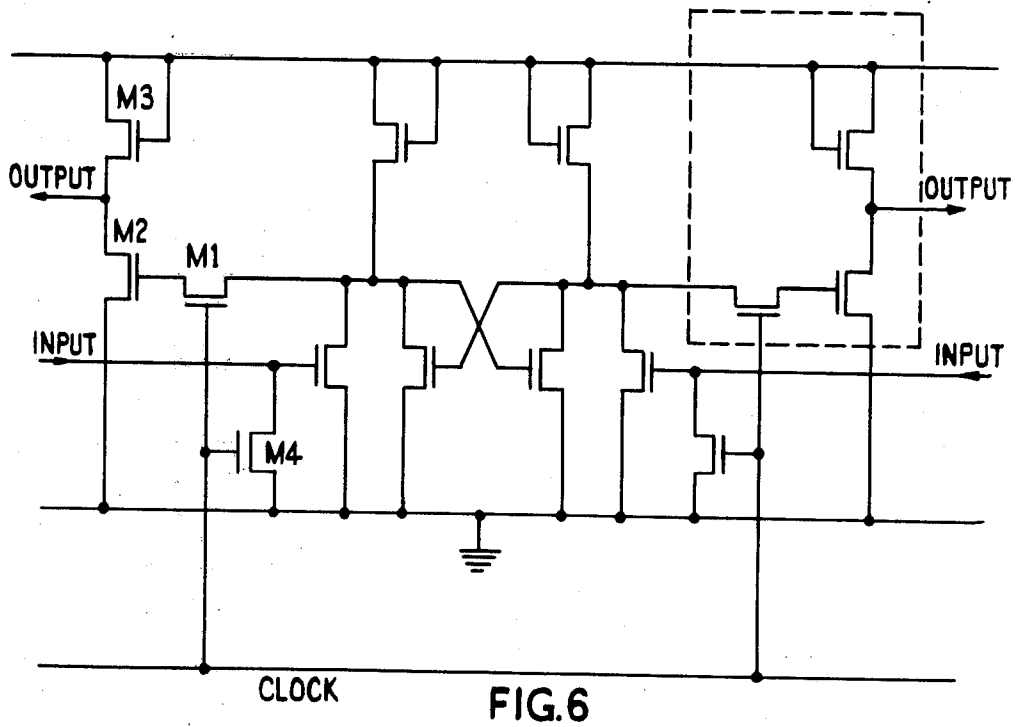 M3
OUTPUT
OUTPUT
M2
M1
INPUT
INPUT
M4
CLOCK
FIG.6